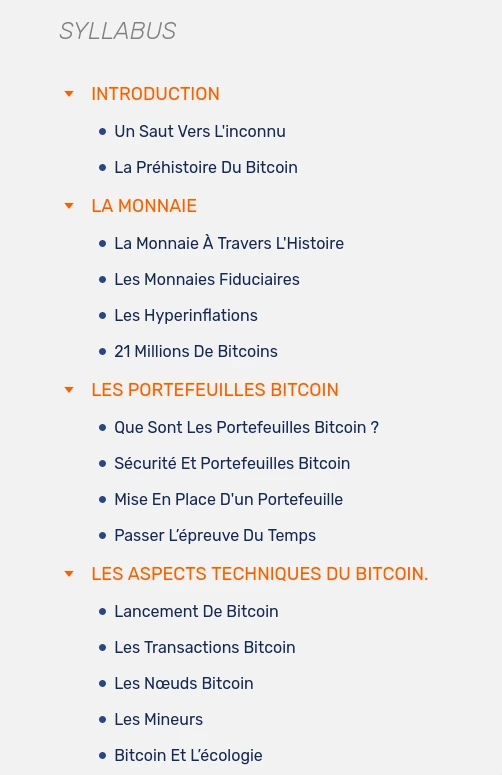 SYLLABUS
INTRODUCTION
Un Saut Vers L'inconnu
La Préhistoire Du Bitcoin
LA MONNAIE
La Monnaie À Travers L'Histoire
Les Monnaies Fiduciaires
Les Hyperinflations
21 Millions De Bitcoins
LES PORTEFEUILLES BITCOIN
Que Sont Les Portefeuilles Bitcoin ?
Sécurité Et Portefeuilles Bitcoin
Mise En Place D'un Portefeuille
Passer L’épreuve Du Temps
LES ASPECTS TECHNIQUES DU BITCOIN.
Lancement De Bitcoin
Les Transactions Bitcoin
Les Nœuds Bitcoin
Les Mineurs
Bitcoin Et L’écologie